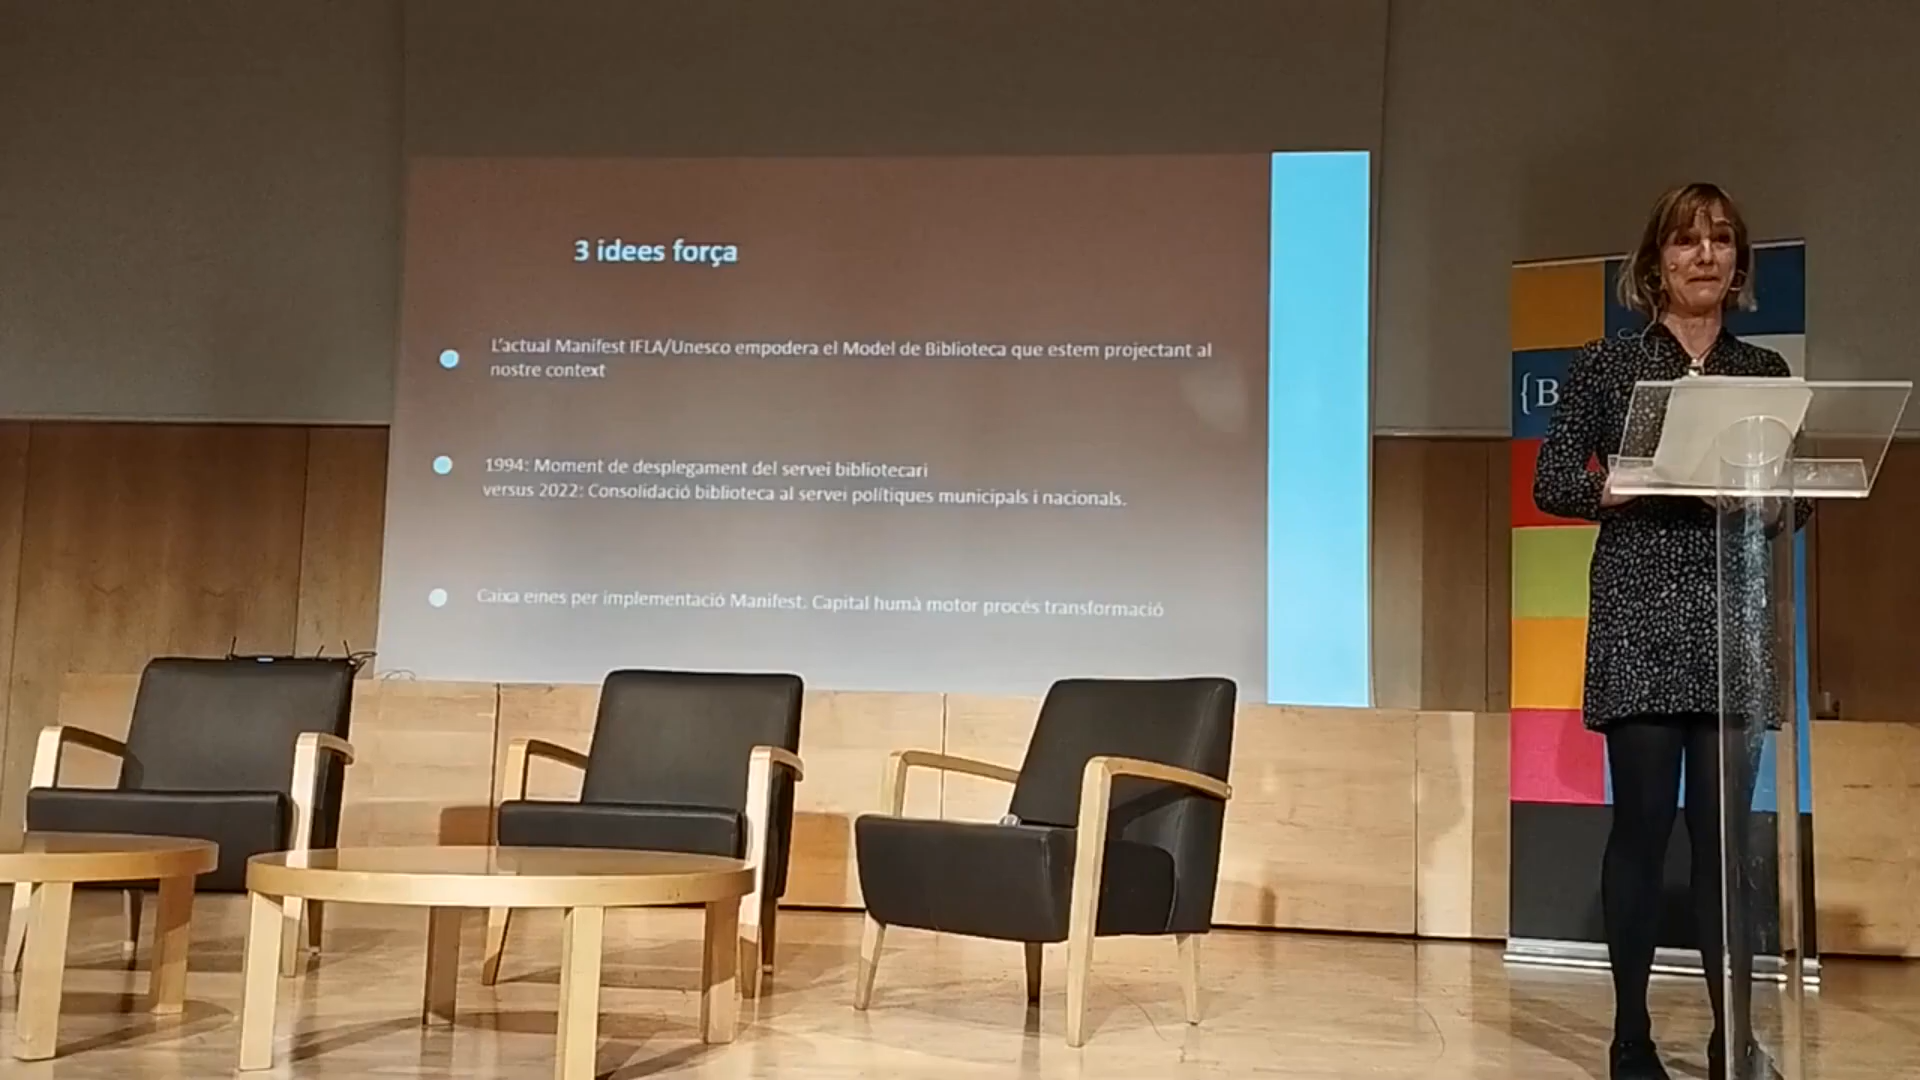 3 idees força
L'actual Manifest IFLA/Unesco empodera el Model de Biblioteca que estem projectant al
nostre context
1994: Moment de desplegament del servei bibliotecari
versus 2022: Consolidació biblioteca al servei polítiques municipals i nacionals.
Caixa eines per implementació Manifest. Capital humà motor procés transformació
{B